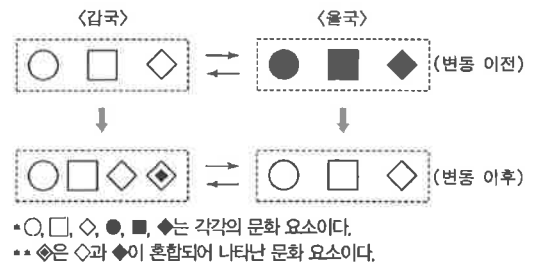 〈갑국〉 〈을국〉
(변동 이전)
(변동 이후)
*○, □, ◇, ●, ■, ◆는 각각의 문화 요소이다.
**◈은 ◇과 ◆이 혼합되어 나타난 문화 요소이다.